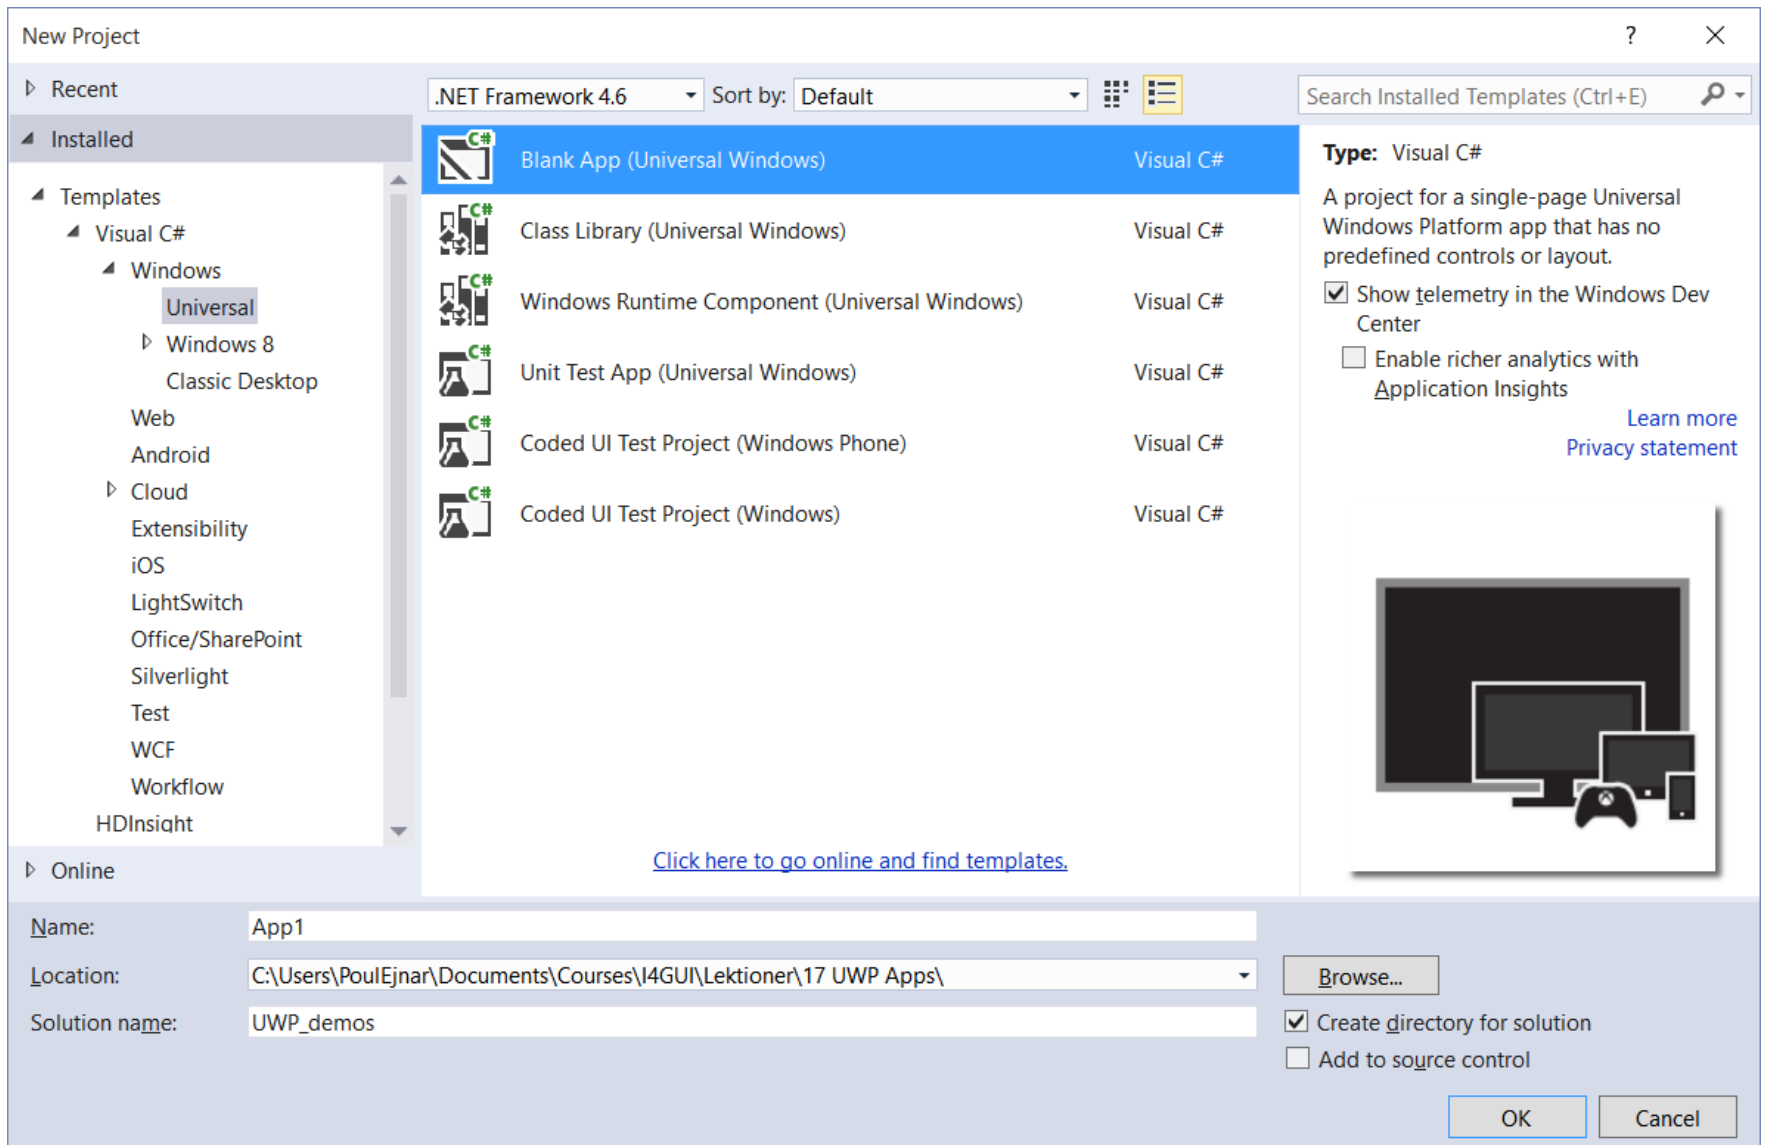 New Project
?
Recent
.NET Framework 4.6
Sort by:
Default
Search Installed Templates (Ctrl+E)
Installed
Templates
Visual C#
Windows
Universal
Windows 8
Classic Desktop
Web
Android
Cloud
Extensibility
iOS
LightSwitch
Office/SharePoint
Silverlight
Test
WCF
Workflow
HDInsight
Online
C# Blank App (Universal Windows) Visual C#
C# Class Library (Universal Windows) Visual C#
C# Windows Runtime Component (Universal Windows) Visual C#
C# Unit Test App (Universal Windows) Visual C#
C# Coded UI Test Project (Windows Phone) Visual C#
C# Coded UI Test Project (Windows) Visual C#
Click here to go online and find templates.
Type: Visual C#
A project for a single-page Universal
Windows Platform app that has no
predefined controls or layout.
Show telemetry in the Windows Dev
Center
Enable richer analytics with
Application Insights
Learn more
Privacy statement
Name: App1
Location: C:\Users\PoulEjnar\Documents\Courses\I4GUI\Lektioner\17 UWP Apps\
Browse...
Solution name: UWP_demos
Create directory for solution
Add to source control
OK
Cancel